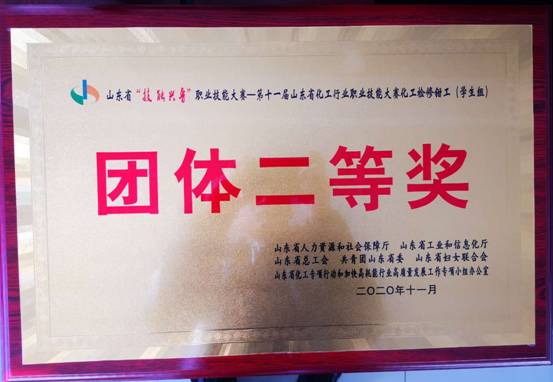 山东省“技能兴鲁”职业技能大赛—第十一届山东省化工行业职业技能大赛化工检修钳工（学生组）
团体二等奖
山东省人力资源和社会保障厅 山东省工业和信息化厅
山东省总工会 共青团山东省委 山东省妇女联合会
山东省化工专项行动和加快高耗能行业高质量发展工作专项小组办公室
二〇二〇年十一月